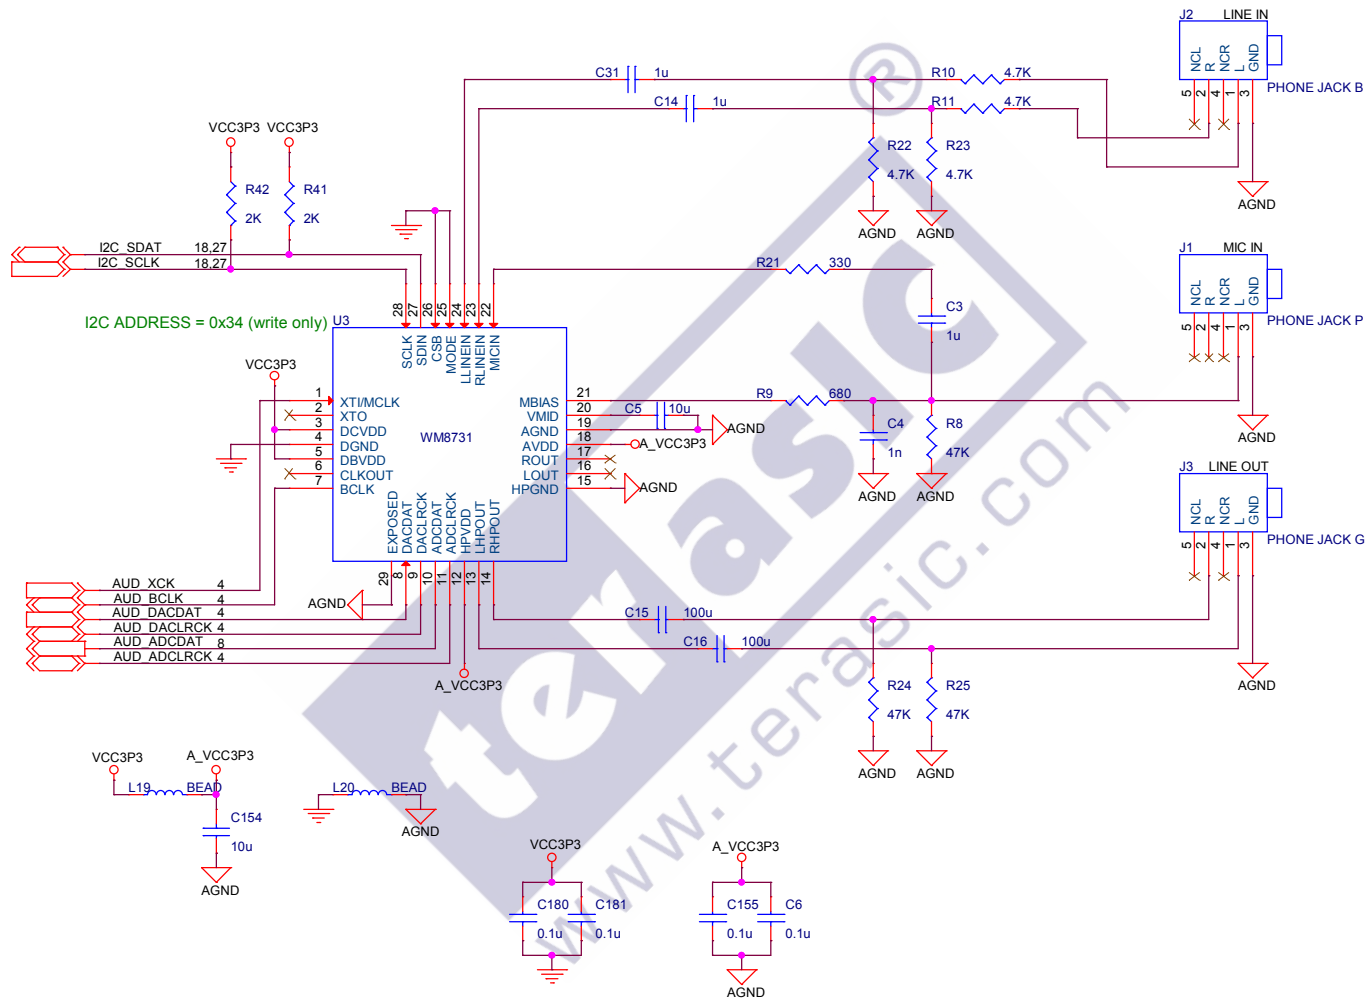 J2 LINE IN
NCL R NCR L GND
5 2 4 1 3
PHONE JACK B
AGND
C31 1u
C14 1u
R10 4.7K
R11 4.7K
R22 4.7K
R23 4.7K
AGND AGND
VCC3P3 VCC3P3
R42 2K
R41 2K
I2C_SDAT 18,27
I2C_SCLK 18,27
I2C ADDRESS = 0x34 (write only)
J1 MIC IN
NCL R NCR L GND
5 2 4 1 3
PHONE JACK P
AGND
R21 330
C3 1u
R9 680
C4 1n
R8 47K
AGND AGND
U3
WM8731
28 27 26 25 24 23 22
SCLK SDIN CSB MODE LLINEIN RLINEIN MICIN
VCC3P3
1 XTI/MCLK
2 XTO
3 DCVDD
4 DGND
5 DBVDD
6 CLKOUT
7 BCLK
MBIAS 21
VMID 20
AGND 19
AVDD 18
ROUT 17
LOUT 16
HPGND 15
C5 10u
AGND
A_VCC3P3
AGND
EXPOSED DACDAT DACLRCK ADCDAT ADCLRCK HPVDD LHPOUT RHPOUT
29 8 9 10 11 12 13 14
AGND
A_VCC3P3
J3 LINE OUT
NCL R NCR L GND
5 2 4 1 3
PHONE JACK G
AGND
AUD_XCK 4
AUD_BCLK 4
AUD_DACDAT 4
AUD_DACLRCK 4
AUD_ADCDAT 8
AUD_ADCLRCK 4
C15 100u
C16 100u
R24 47K
R25 47K
AGND AGND
VCC3P3 A_VCC3P3
L19 BEAD
C154 10u
AGND
L20 BEAD
AGND
VCC3P3
C180 0.1u
C181 0.1u
A_VCC3P3
C155 0.1u
C6 0.1u
AGND
terasic ®
www.terasic.com